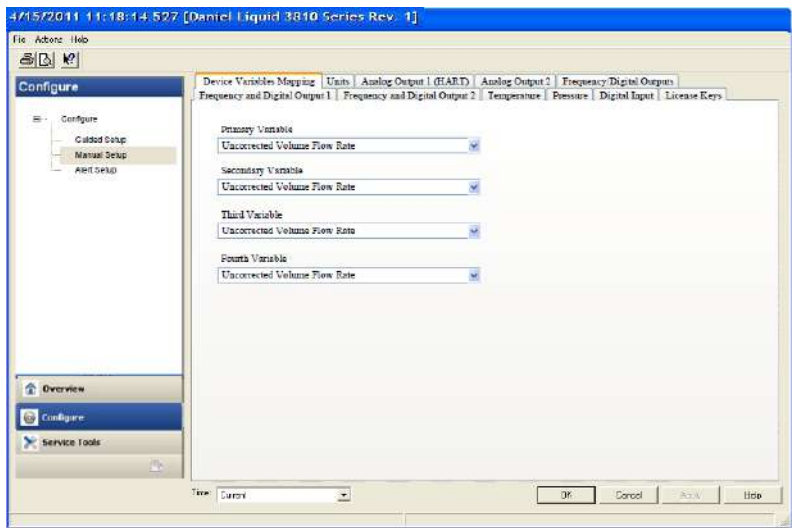 4/15/2011 11:18:14.527 [Daniel Liquid 3810 Series Rev. 1]
File Actions Help
Configure
Device Variables Mapping Units Analog Output 1 (HART) Analog Output 2 Frequency/Digital Outputs
Frequency and Digital Output 1 Frequency and Digital Output 2 Temperature Pressure Digital Input License Keys
Configure
Guided Setup
Manual Setup
Alert Setup
Primary Variable
Uncorrected Volume Flow Rate
Secondary Variable
Uncorrected Volume Flow Rate
Third Variable
Uncorrected Volume Flow Rate
Fourth Variable
Uncorrected Volume Flow Rate
Overview
Configure
Service Tools
Time: Current
OK Cancel Apply Help